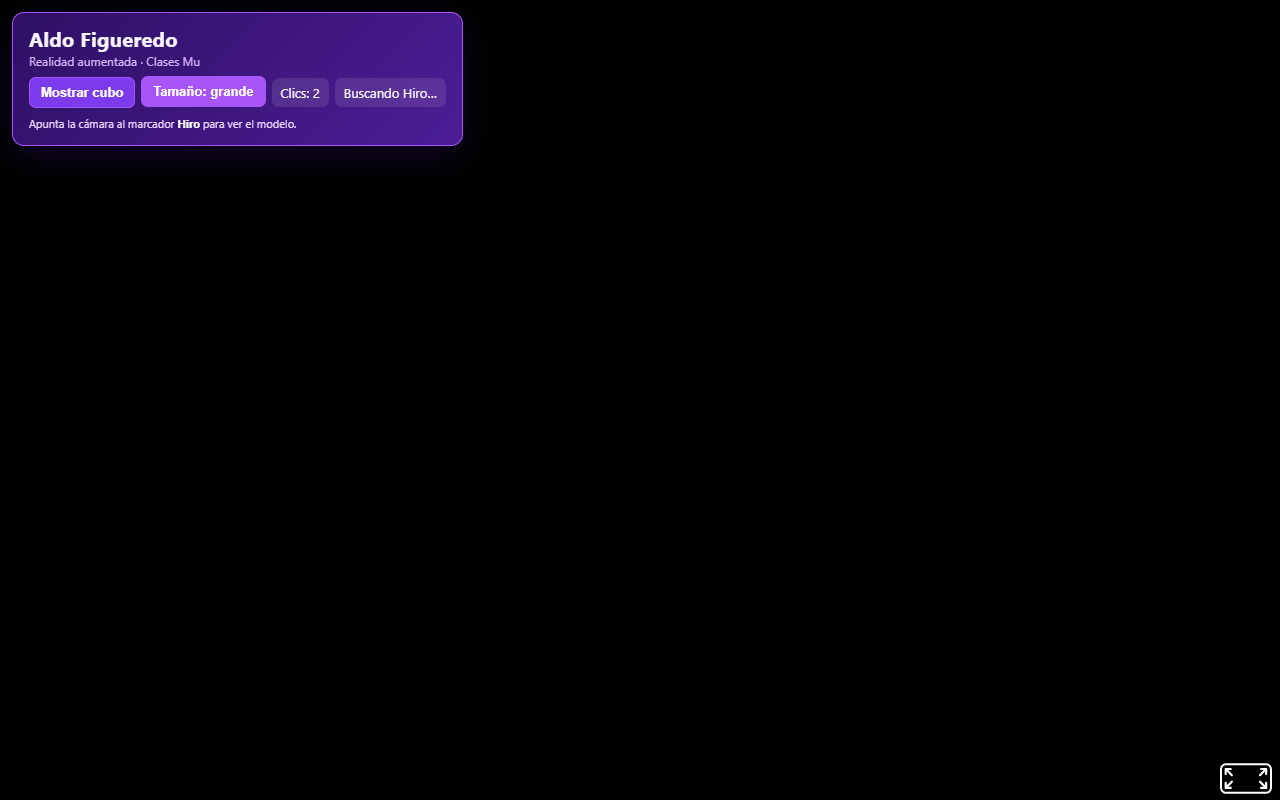 Aldo Figueredo
Realidad aumentada · Clases Mu
Mostrar cubo Tamaño: grande Clics: 2 Buscando Hiro...
Apunta la cámara al marcador Hiro para ver el modelo.